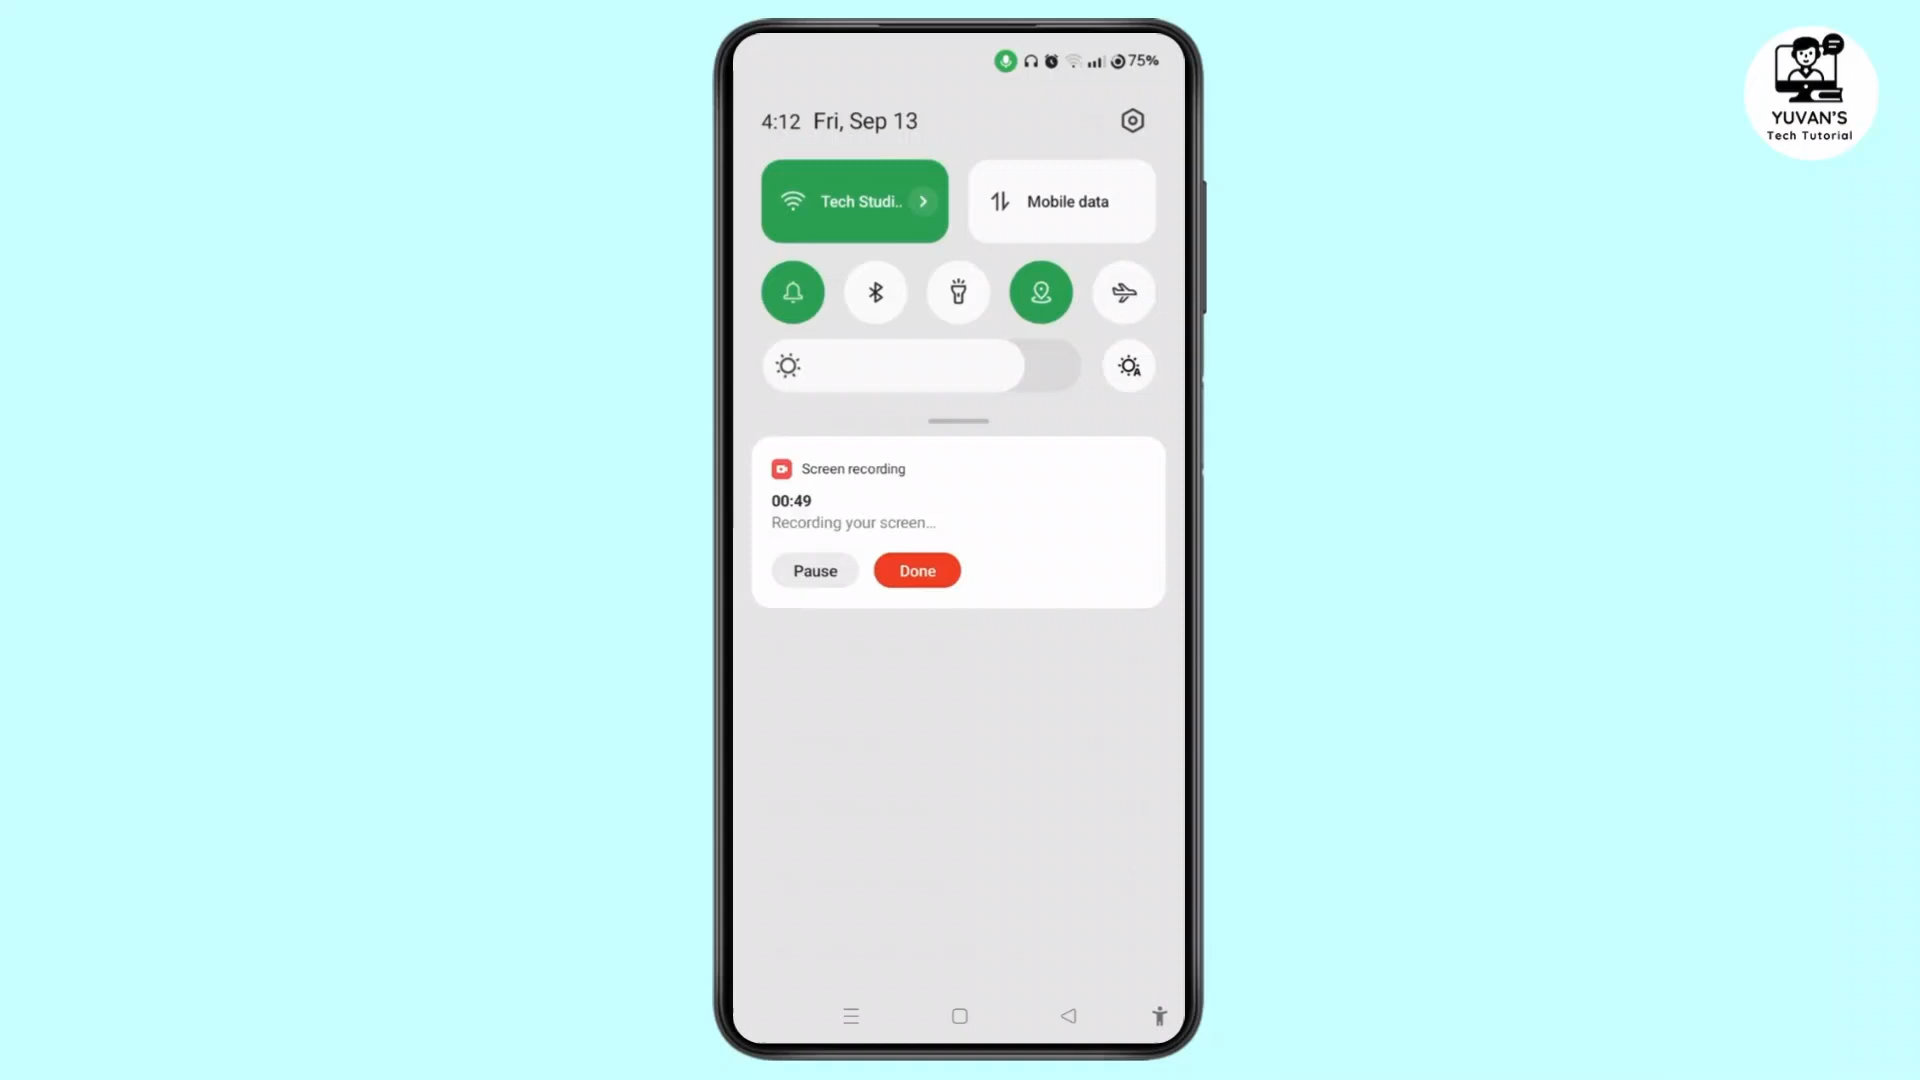 75%
YUVAN'S
Tech Tutorial
4:12 Fri, Sep 13
Tech Studi..
Mobile data
Screen recording
00:49
Recording your screen...
Pause
Done